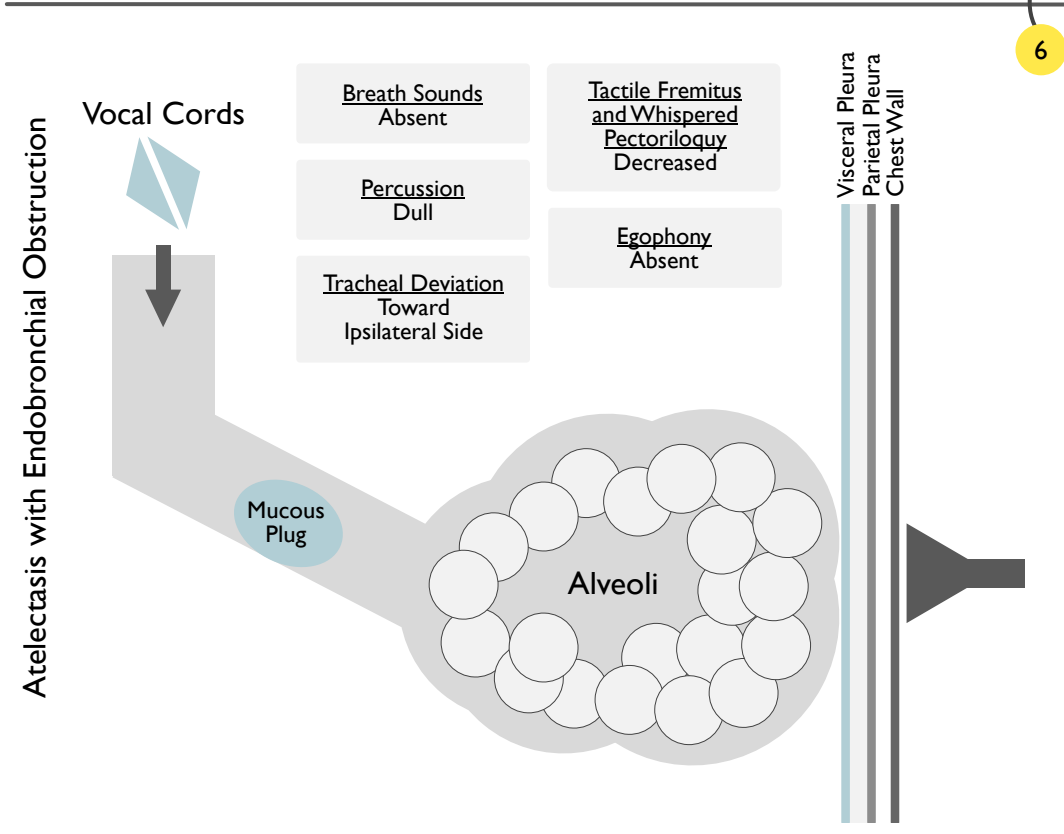 6
Atelectasis with Endobronchial Obstruction
Vocal Cords
Breath Sounds
Absent
Percussion
Dull
Tracheal Deviation
Toward
Ipsilateral Side
Tactile Fremitus
and Whispered
Pectoriloquy
Decreased
Egophony
Absent
Visceral Pleura
Parietal Pleura
Chest Wall
Mucous
Plug
Alveoli